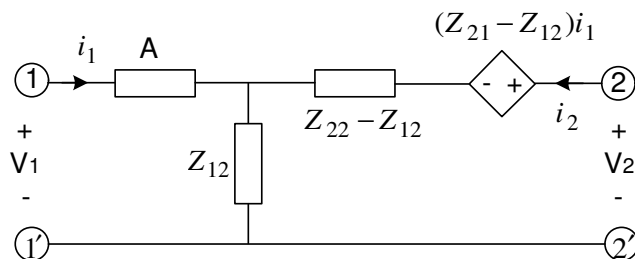 (Z₂₁ − Z₁₂)i₁
i₁
A
1
- +
2
Z₂₂ − Z₁₂
i₂
+
V1
-
Z₁₂
+
V2
-
1′
2′